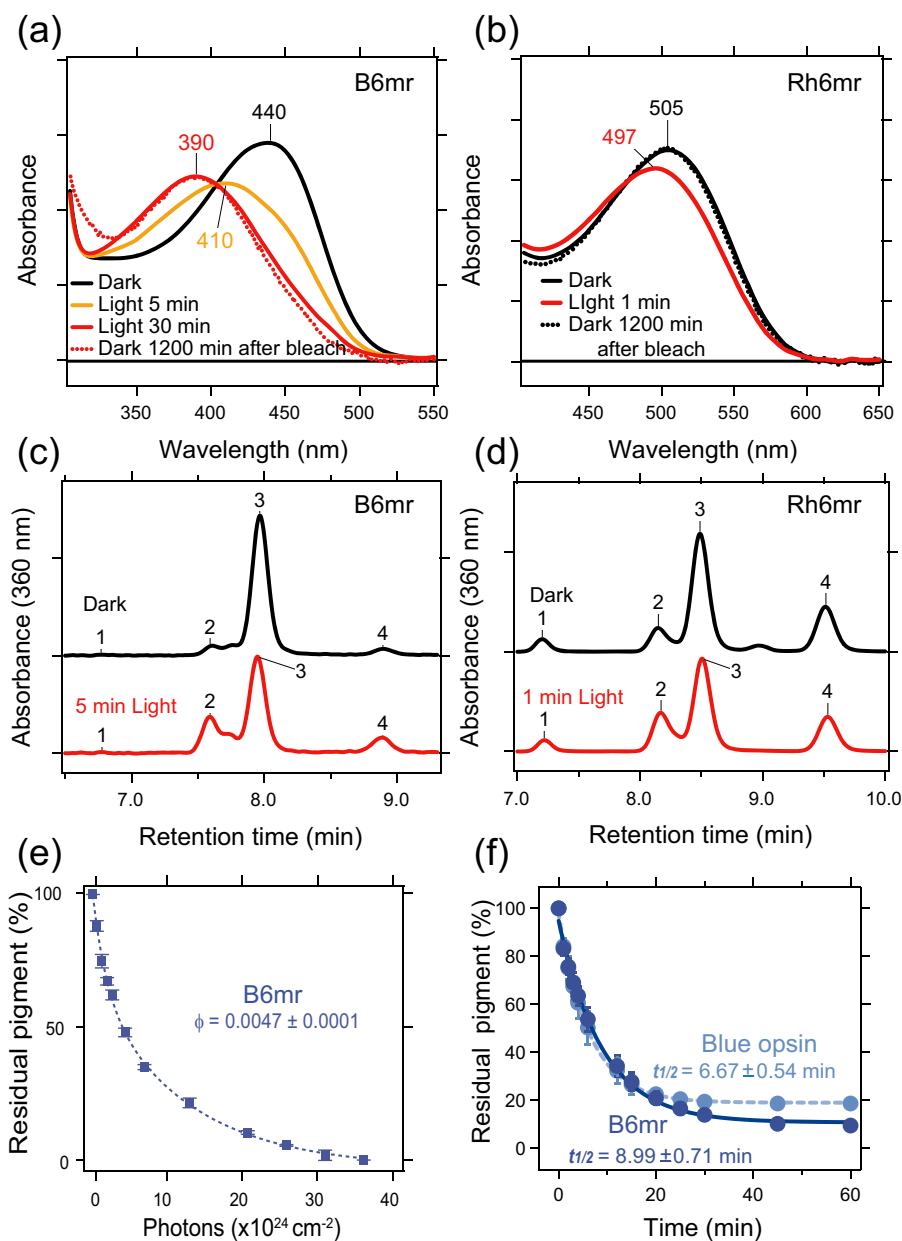 (a)
B6mr
440
390
410
Absorbance
Dark
Light 5 min
Light 30 min
Dark 1200 min after bleach
350
400
450
500
550
Wavelength (nm)
(b)
Rh6mr
505
497
Absorbance
Dark
LIght 1 min
Dark 1200 min
after bleach
450
500
550
600
650
Wavelength (nm)
(c)
B6mr
3
Dark
1
2
4
5 min Light
1
2
3
4
Absorbance (360 nm)
7.0
8.0
9.0
Retention time (min)
(d)
Rh6mr
3
Dark
1
2
4
1 min Light
1
2
3
4
Absorbance (360 nm)
7.0
8.0
9.0
10.0
Retention time (min)
(e)
Residual pigment (%)
100
50
0
B6mr
ϕ = 0.0047 ± 0.0001
0
10
20
30
40
Photons (x10²⁴ cm⁻²)
(f)
Residual pigment (%)
100
80
60
40
20
0
Blue opsin
t1/2 = 6.67 ±0.54 min
B6mr
t1/2 = 8.99 ±0.71 min
0
20
40
60
Time (min)